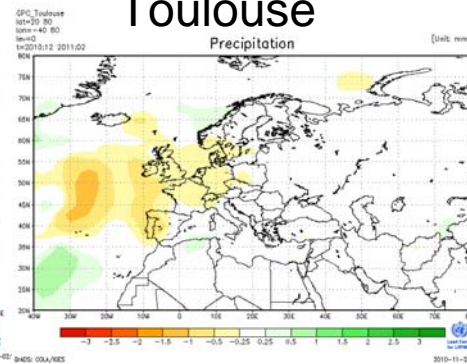 Toulouse
GPC_Toulouse
lat=20 80
lon=-40 80
lev=0
t=2010:12 2011:02
Precipitation
[Unit: mm
80N
75N
70N
65N
60N
55N
50N
45N
40N
35N
30N
25N
20N
40W 30W 20W 10W 0 10E 20E 30E 40E 50E 60E 70E
-3 -2.5 -2 -1.5 -1 -0.5 -0.25 0.25 0.5 1 1.5 2 2.5 3
GrADS: COLA/IGES
2010-11-2